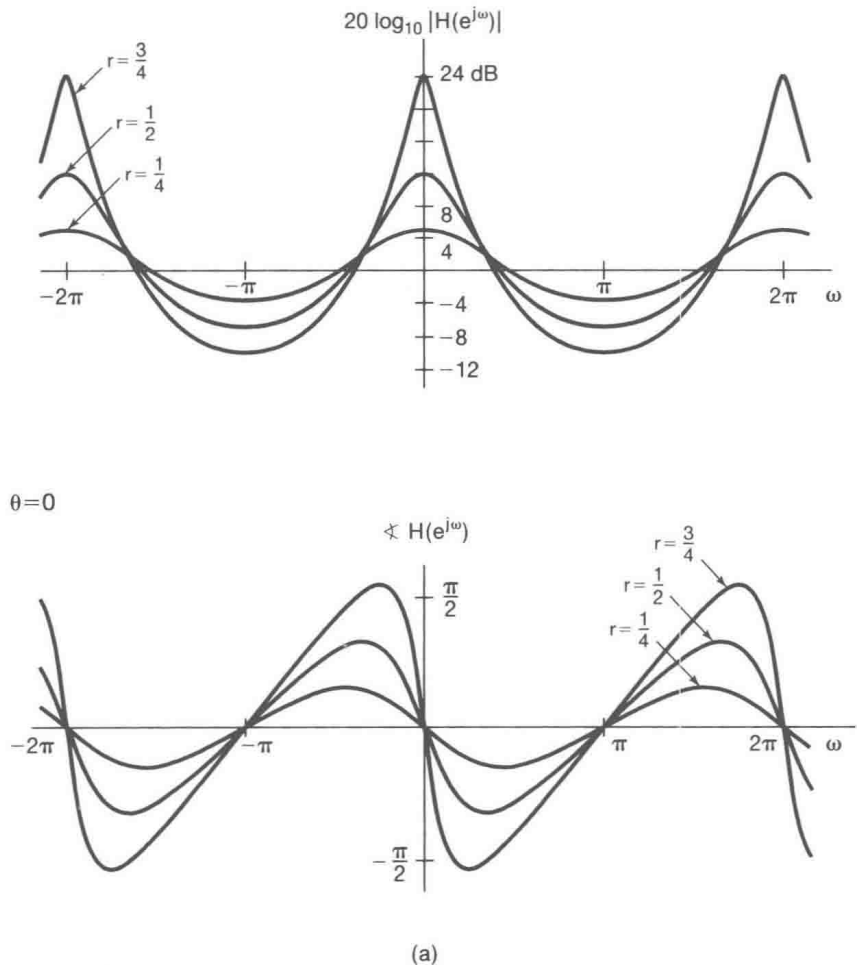 20 log₁₀ |H(e^{jω})|
r = 3/4
24 dB
r = 1/2
r = 1/4
8
4
−2π
−π
π
2π
ω
−4
−8
−12
θ=0
∢ H(e^{jω})
r = 3/4
π/2
r = 1/2
r = 1/4
−2π
−π
π
2π
ω
−π/2
(a)